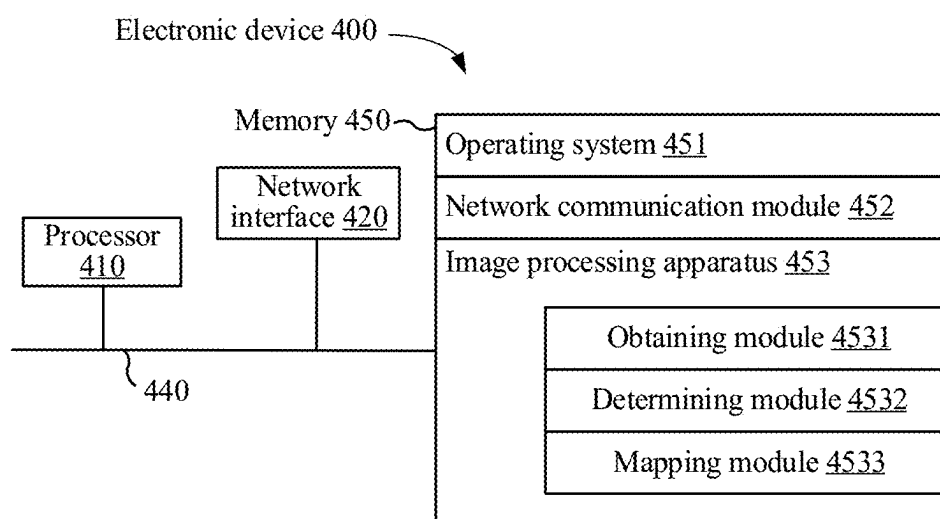 Electronic device 400
Memory 450
Operating system 451
Network
interface 420
Network communication module 452
Processor
410
Image processing apparatus 453
Obtaining module 4531
440
Determining module 4532
Mapping module 4533